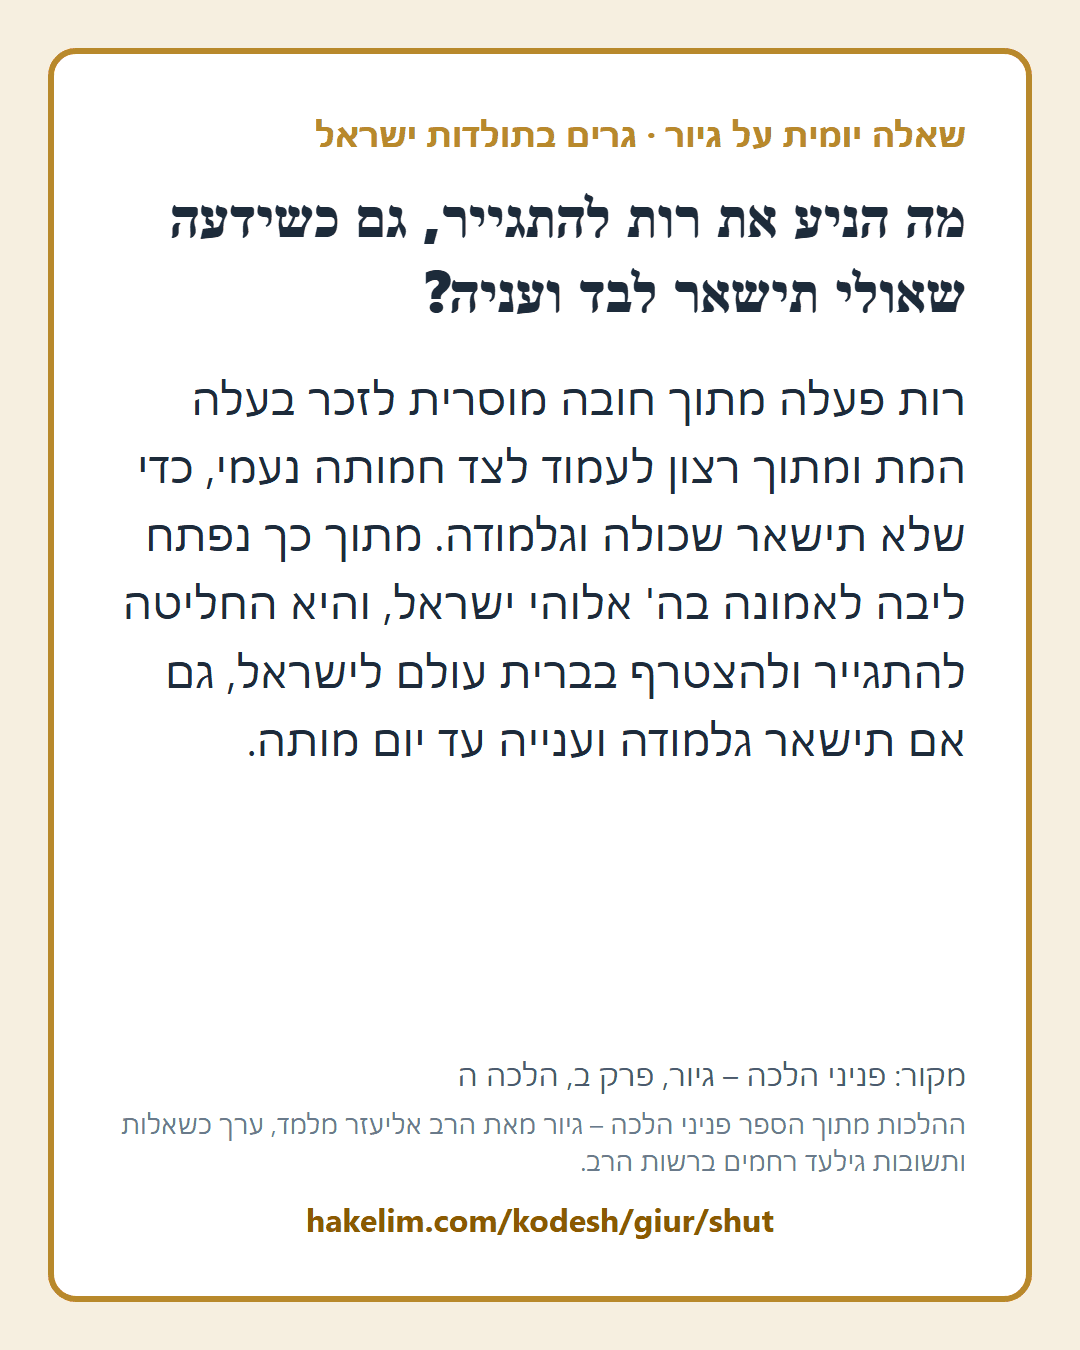 שאלה יומית על גיור · גרים בתולדות ישראל
מה הניע את רות להתגייר, גם כשידעה
שאולי תישאר לבד ועניה?
רות פעלה מתוך חובה מוסרית לזכר בעלה
המת ומתוך רצון לעמוד לצד חמותה נעמי, כדי
שלא תישאר שכולה וגלמודה. מתוך כך נפתח
ליבה לאמונה בה' אלוהי ישראל, והיא החליטה
להתגייר ולהצטרף בברית עולם לישראל, גם
אם תישאר גלמודה וענייה עד יום מותה.
מקור: פניני הלכה – גיור, פרק ב, הלכה ה
ההלכות מתוך הספר פניני הלכה – גיור מאת הרב אליעזר מלמד, ערך כשאלות
ותשובות גילעד רחמים ברשות הרב.
hakelim.com/kodesh/giur/shut